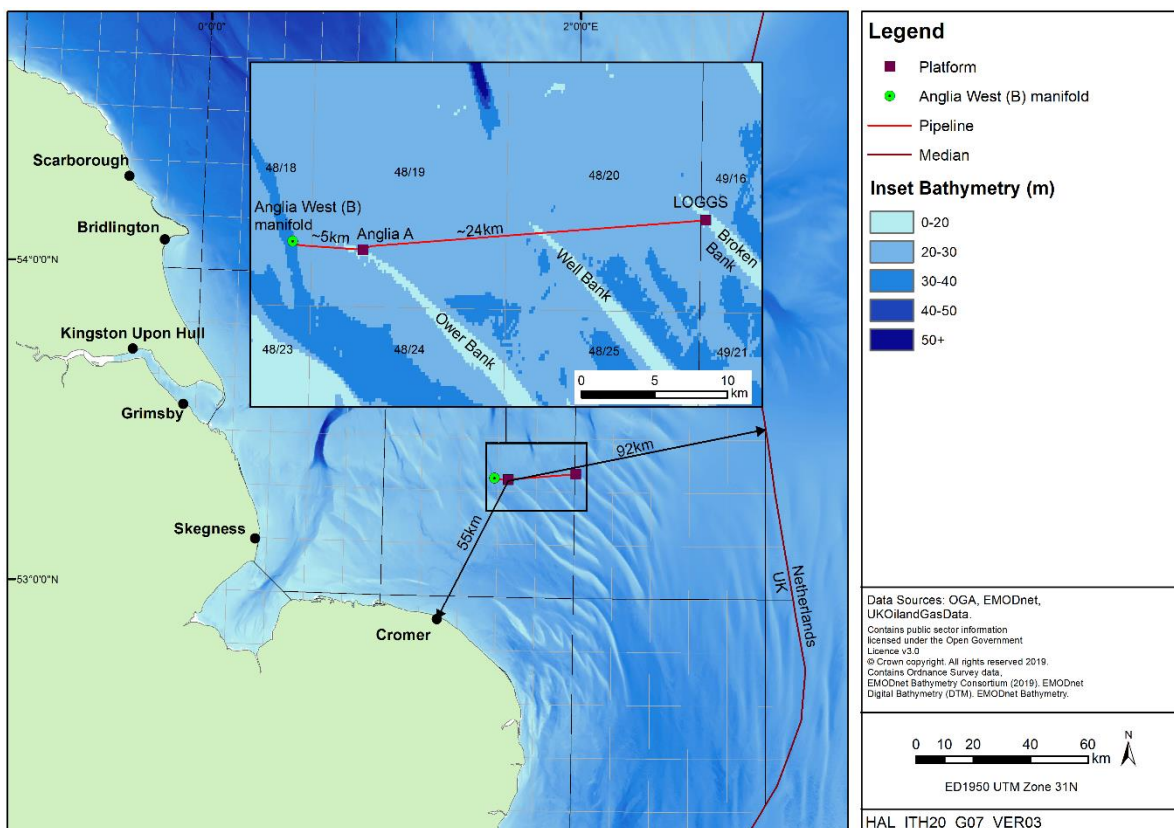 0°0'0"E
2°0'0"E
Scarborough
Bridlington
54°0'0"N
Kingston Upon Hull
Grimsby
Skegness
53°0'0"N
Cromer
48/18
48/19
48/20
49/16
LOGGS
Anglia West (B)
manifold
~5km
Anglia A
~24km
Broken
Bank
Well Bank
Ower Bank
48/23
48/24
48/25
49/21
0 5 10
km
92km
55km
Netherlands
UK
Legend
Platform
Anglia West (B) manifold
Pipeline
Median
Inset Bathymetry (m)
0-20
20-30
30-40
40-50
50+
Data Sources: OGA, EMODnet,
UKOilandGasData.
Contains public sector information
licensed under the Open Government
Licence v3.0
© Crown copyright. All rights reserved 2019.
Contains Ordnance Survey data,
EMODnet Bathymetry Consortium (2019). EMODnet
Digital Bathymetry (DTM). EMODnet Bathymetry.
0 20 40 60
km
N
ED1950 UTM Zone 31N
HAL_ITH20_G07_VER03